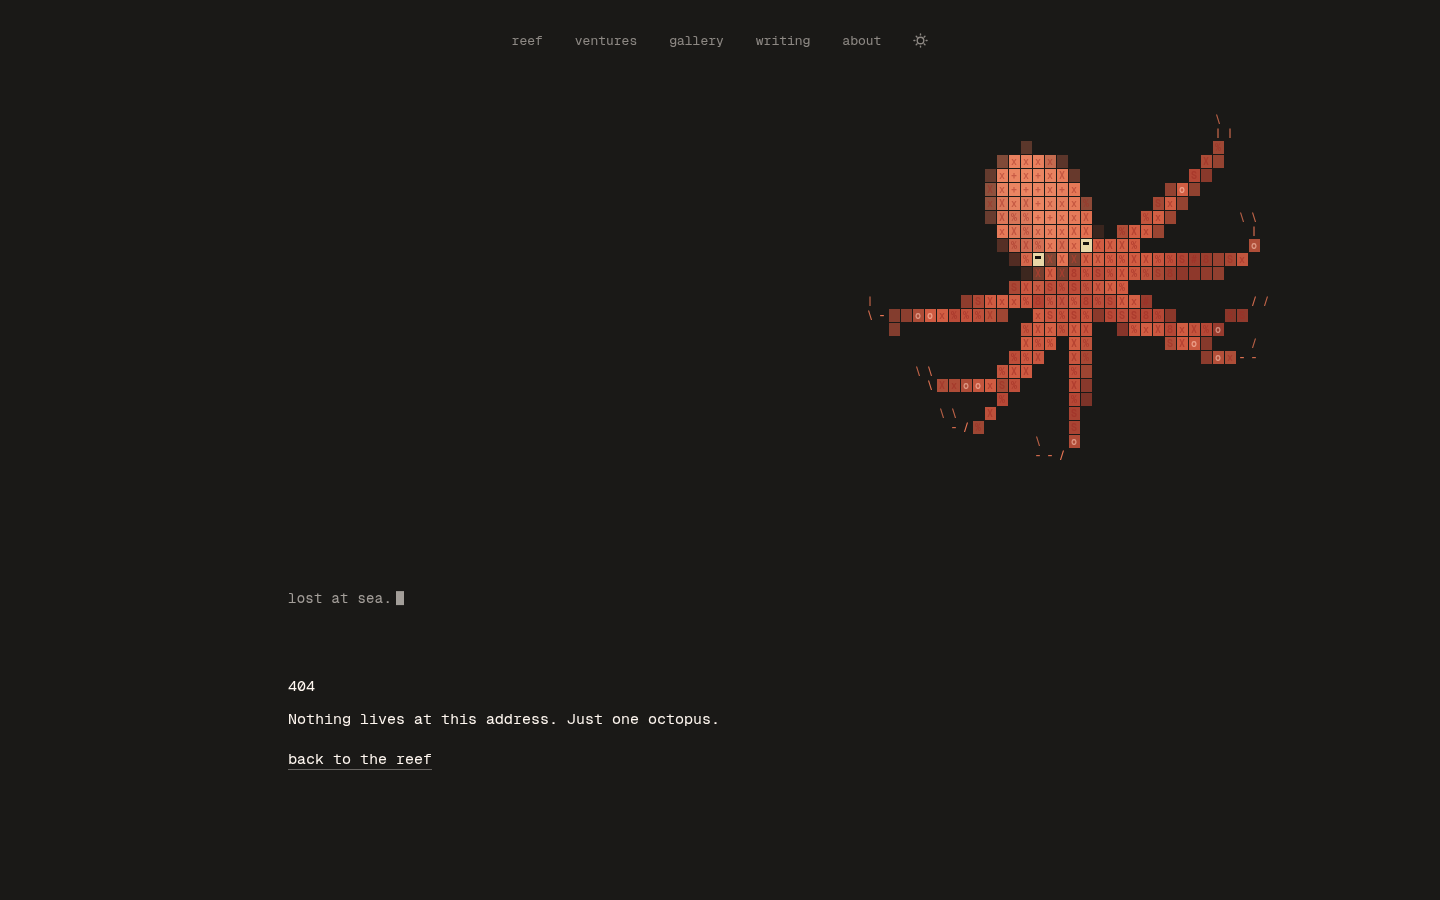 reef ventures gallery writing about
lost at sea.
404
Nothing lives at this address. Just one octopus.
back to the reef